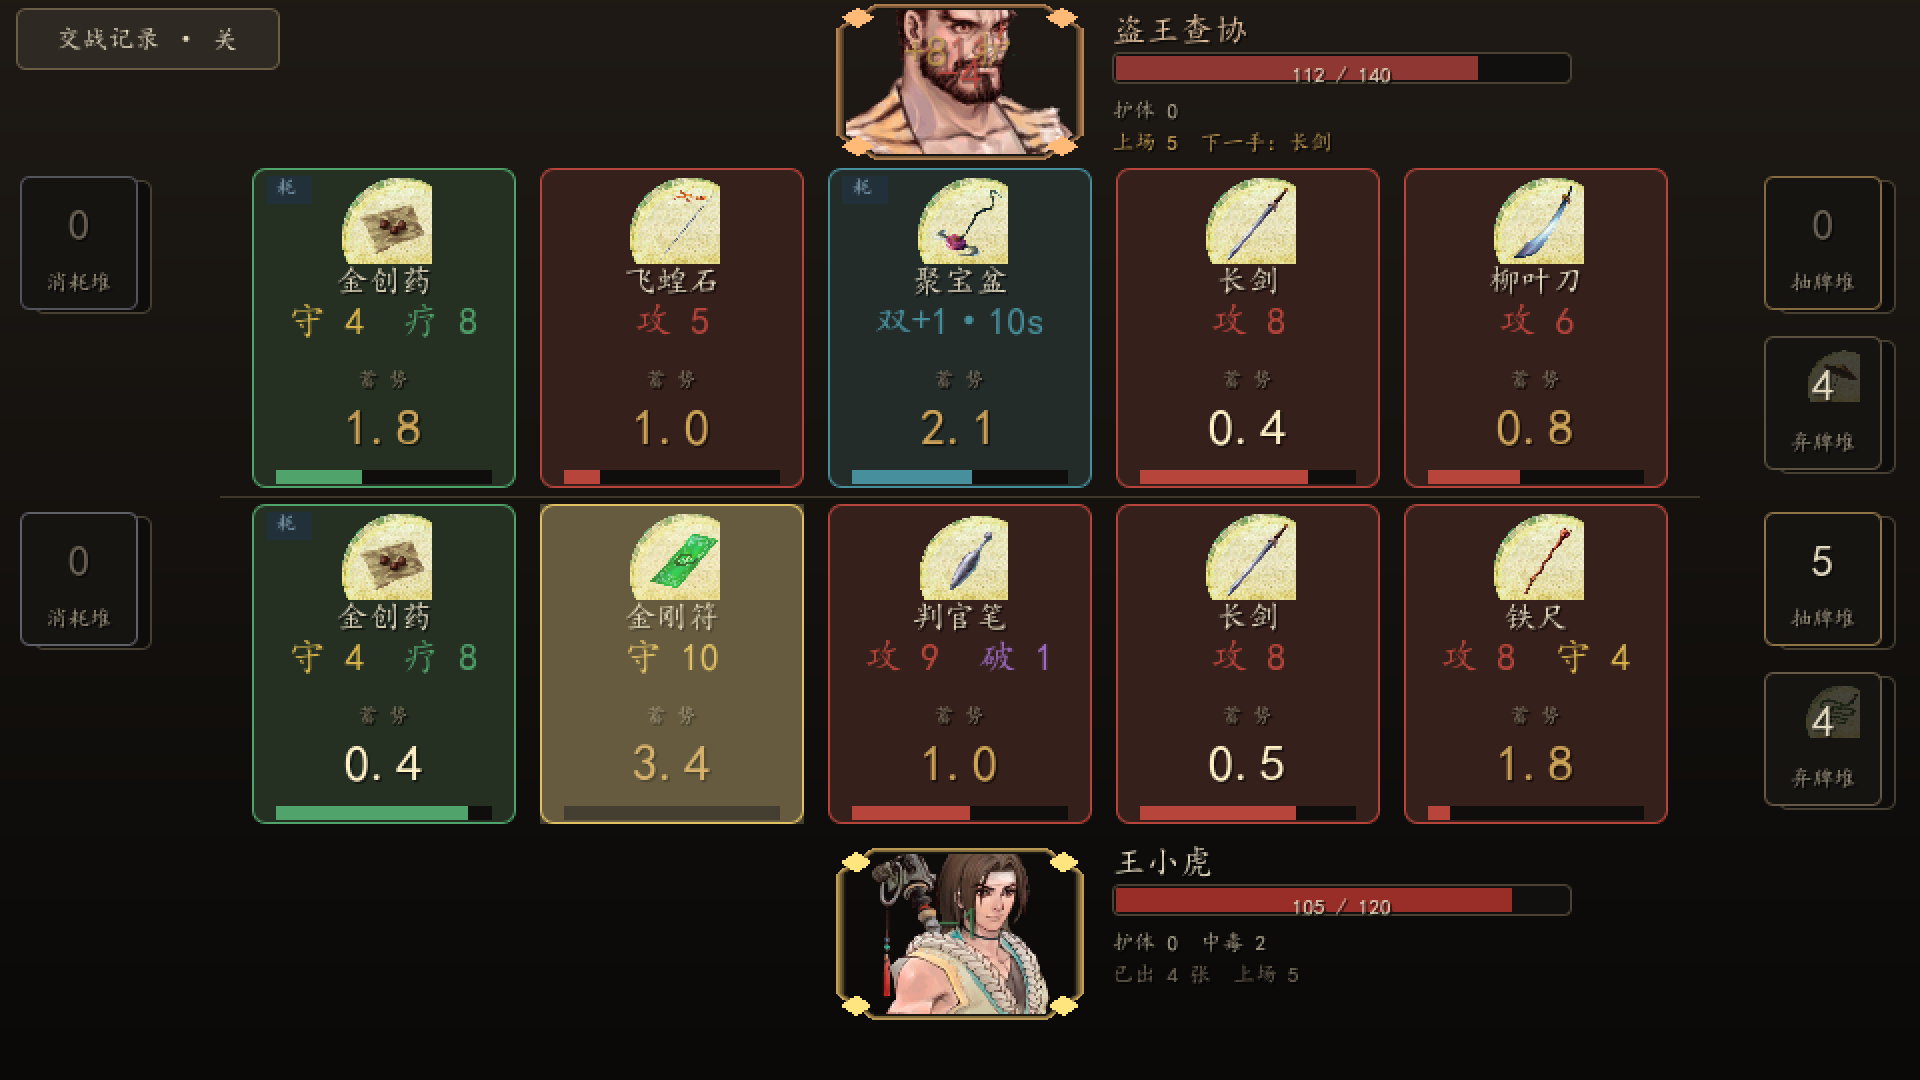 交战记录 · 关
盗王查协
112 / 140
护体 0
上场 5 下一手: 长剑
0
消耗堆
耗
金创药
守 4 疗 8
蓄势
1.8
飞蝗石
攻 5
蓄势
1.0
耗
聚宝盆
双+1·10s
蓄势
2.1
长剑
攻 8
蓄势
0.4
柳叶刀
攻 6
蓄势
0.8
0
抽牌堆
4
弃牌堆
0
消耗堆
耗
金创药
守 4 疗 8
蓄势
0.4
金刚符
守 10
蓄势
3.4
判官笔
攻 9 破 1
蓄势
1.0
长剑
攻 8
蓄势
0.5
铁尺
攻 8 守 4
蓄势
1.8
5
抽牌堆
4
弃牌堆
王小虎
105 / 120
护体 0 中毒 2
已出 4 张 上场 5